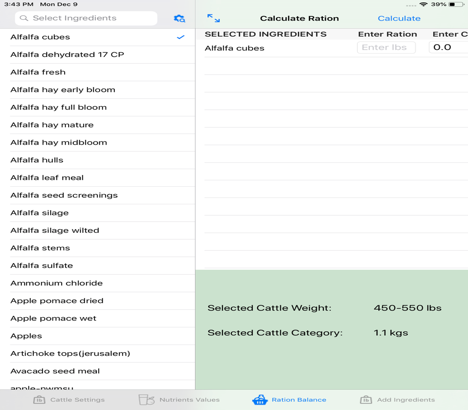 3:43 PM Mon Dec 9
39%
Select Ingredients
Calculate Ration
Calculate
Alfalfa cubes
Alfalfa dehydrated 17 CP
Alfalfa fresh
Alfalfa hay early bloom
Alfalfa hay full bloom
Alfalfa hay mature
Alfalfa hay midbloom
Alfalfa hulls
Alfalfa leaf meal
Alfalfa seed screenings
Alfalfa silage
Alfalfa silage wilted
Alfalfa stems
Alfalfa sulfate
Ammonium chloride
Apple pomace dried
Apple pomace wet
Apples
Artichoke tops(jerusalem)
Avacado seed meal
apple-pwmsu
SELECTED INGREDIENTS Enter Ration Enter C
Alfalfa cubes Enter lbs 0.0
Selected Cattle Weight: 450-550 lbs
Selected Cattle Category: 1.1 kgs
Cattle Settings
Nutrients Values
Ration Balance
Add Ingredients